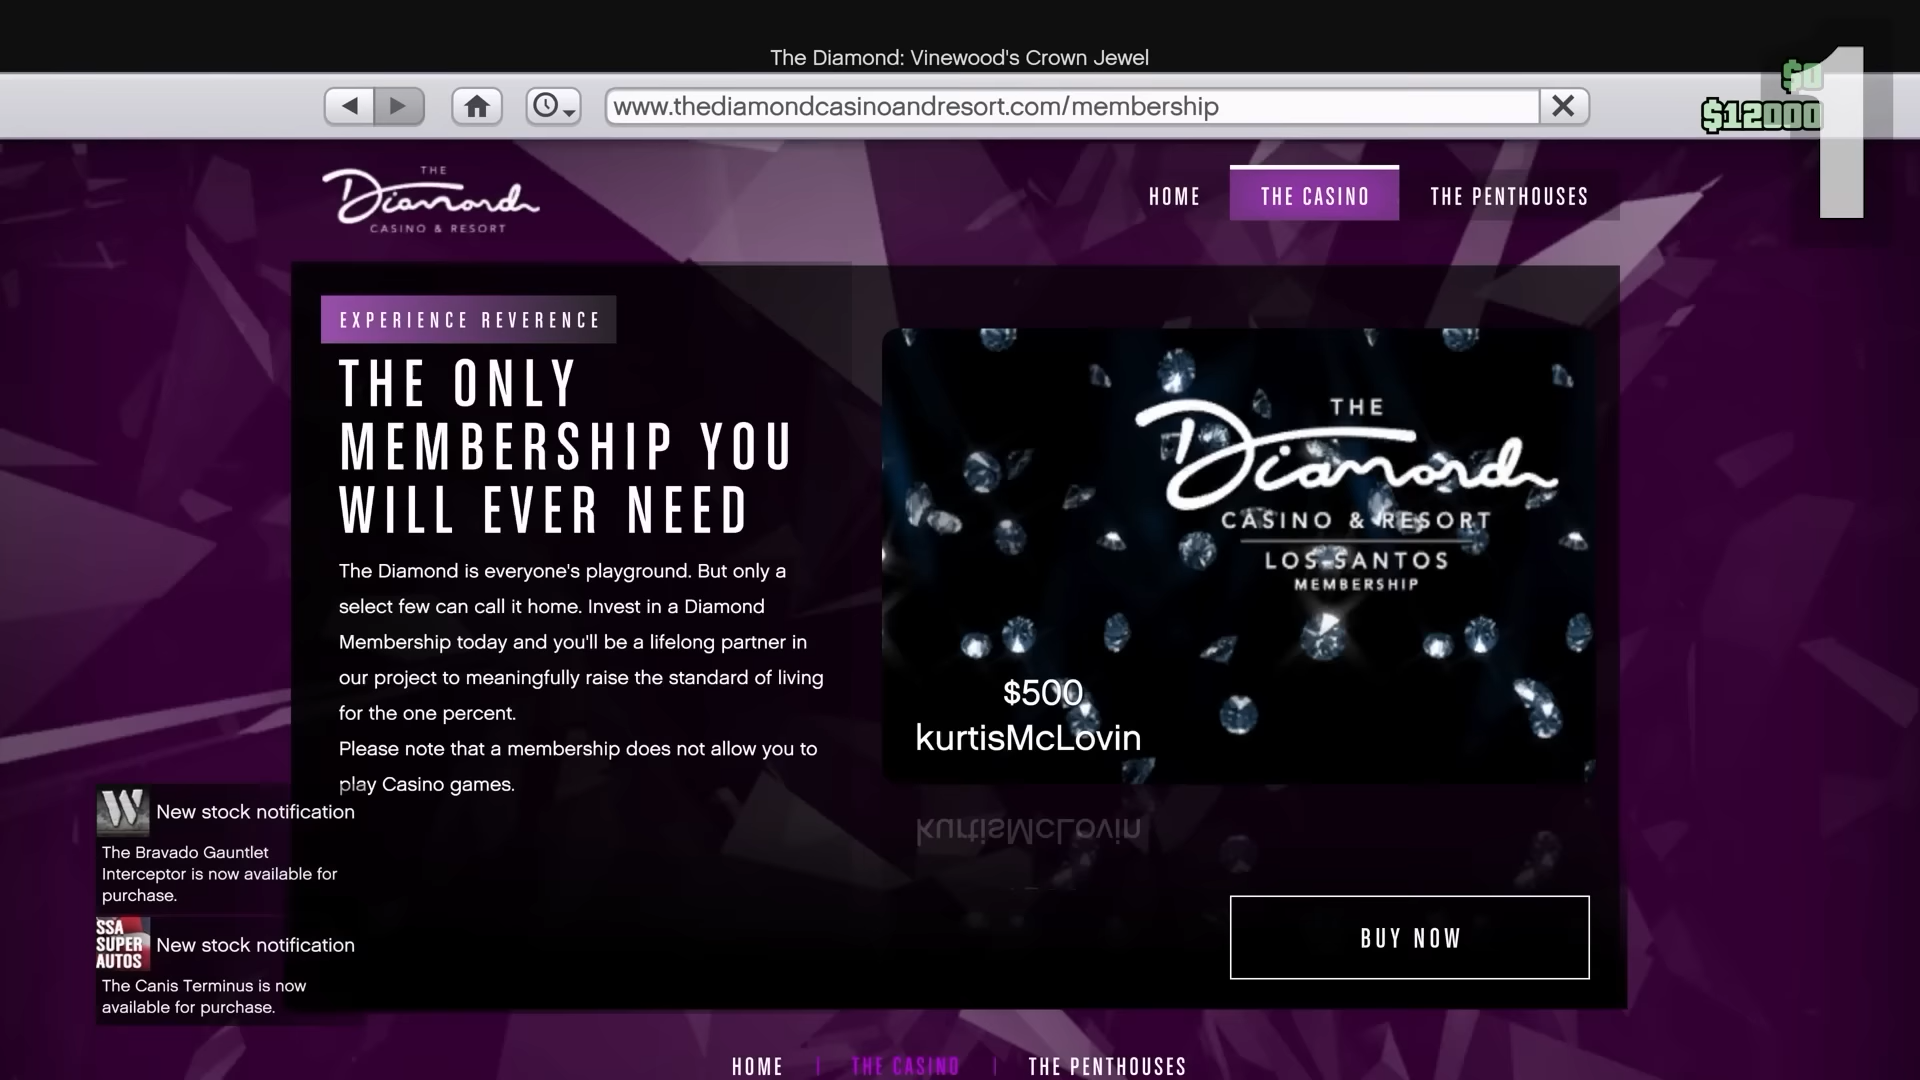 The Diamond: Vinewood's Crown Jewel
www.thediamondcasinoandresort.com/membership
$0
$12000
1
THE
Diamond
CASINO & RESORT
HOME
THE CASINO
THE PENTHOUSES
EXPERIENCE REVERENCE
THE ONLY
MEMBERSHIP YOU
WILL EVER NEED
The Diamond is everyone's playground. But only a
select few can call it home. Invest in a Diamond
Membership today and you'll be a lifelong partner in
our project to meaningfully raise the standard of living
for the one percent.
Please note that a membership does not allow you to
play Casino games.
THE
Diamond
CASINO & RESORT
LOS SANTOS
MEMBERSHIP
$500
kurtisMcLovin
kurtisMcLovin
BUY NOW
W
New stock notification
The Bravado Gauntlet
Interceptor is now available for
purchase.
SSA
SUPER
AUTOS
New stock notification
The Canis Terminus is now
available for purchase.
HOME | THE CASINO | THE PENTHOUSES